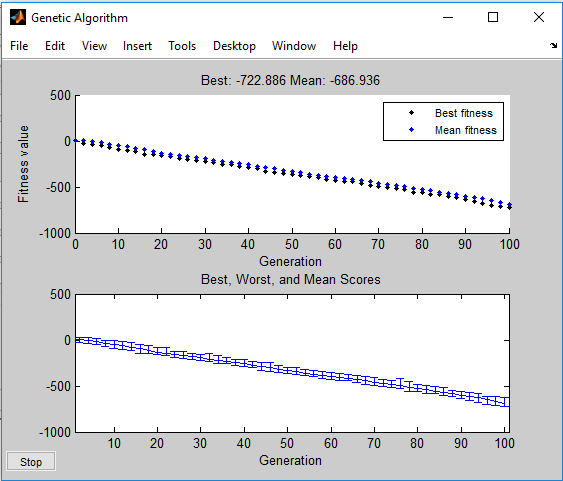 Genetic Algorithm
File Edit View Insert Tools Desktop Window Help
Best: -722.886 Mean: -686.936
500
0
-500
-1000
Fitness value
Best fitness
Mean fitness
0 10 20 30 40 50 60 70 80 90 100
Generation
Best, Worst, and Mean Scores
500
0
-500
-1000
10 20 30 40 50 60 70 80 90 100
Generation
Stop